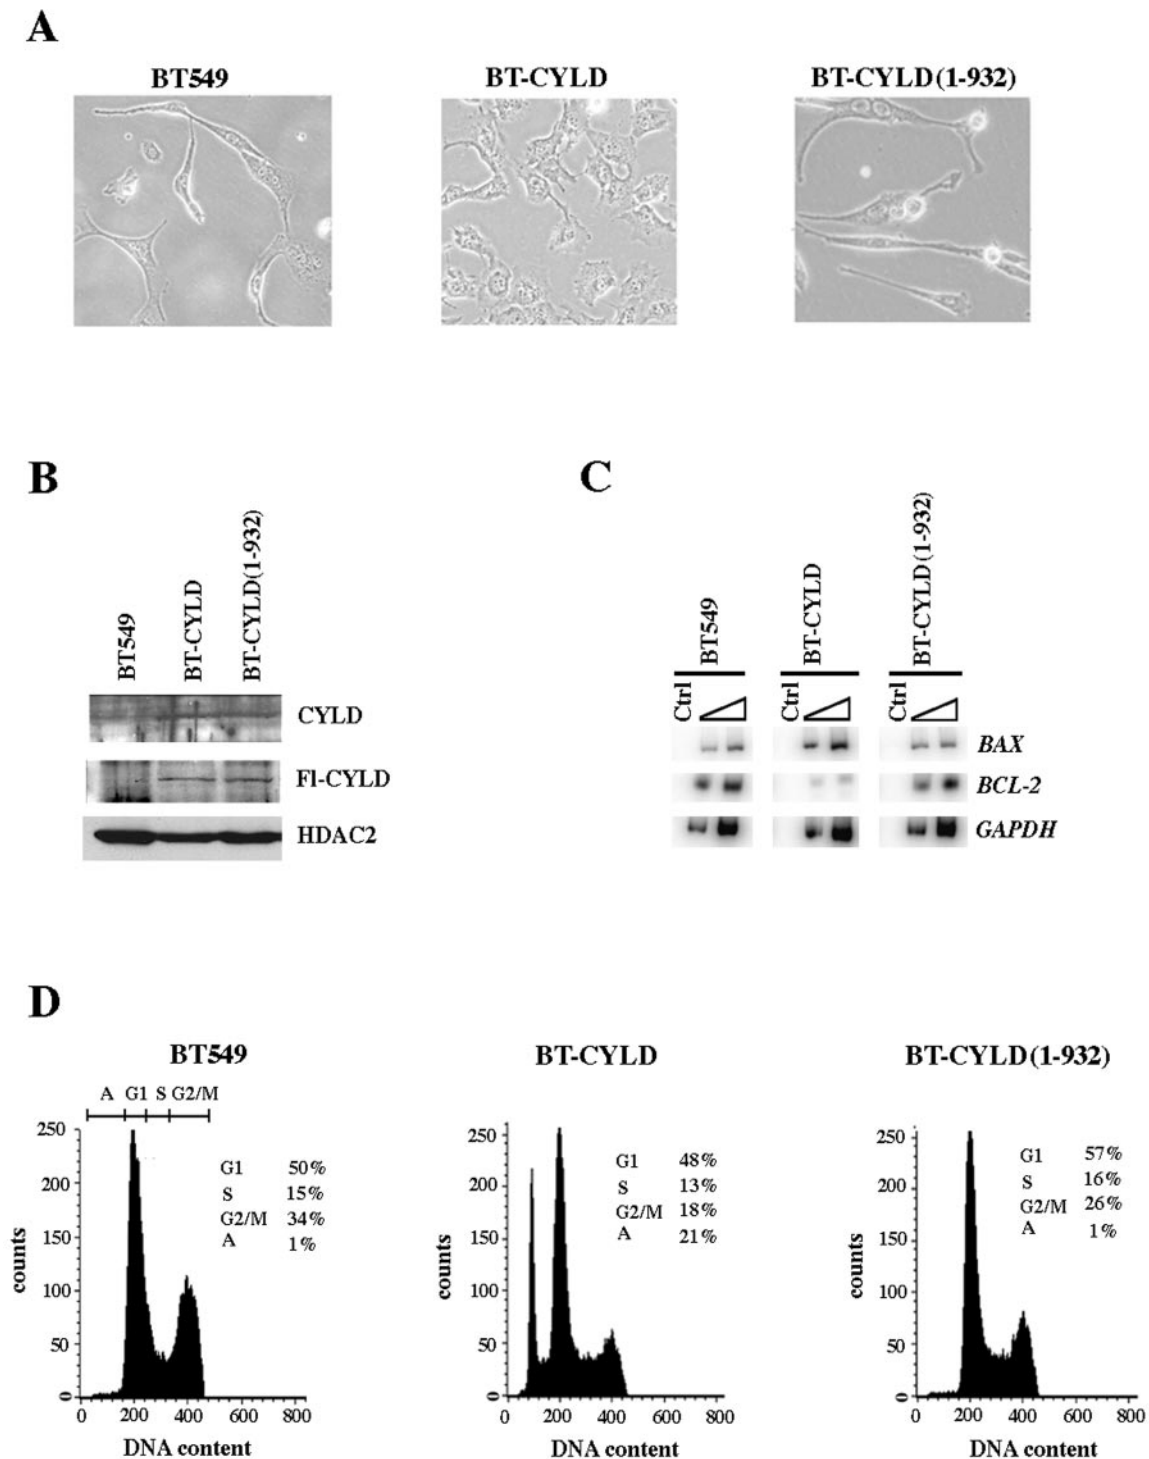 A
BT549
BT-CYLD
BT-CYLD(1-932)
B
BT549
BT-CYLD
BT-CYLD(1-932)
CYLD
Fl-CYLD
HDAC2
C
BT549
BT-CYLD
BT-CYLD(1-932)
Ctrl
Ctrl
Ctrl
BAX
BCL-2
GAPDH
D
BT549
A G1 S G2/M
250
200
150
100
50
0
counts
G1 50%
S 15%
G2/M 34%
A 1%
0 200 400 600 800
DNA content
BT-CYLD
250
200
150
100
50
0
counts
G1 48%
S 13%
G2/M 18%
A 21%
0 200 400 600 800
DNA content
BT-CYLD(1-932)
250
200
150
100
50
0
counts
G1 57%
S 16%
G2/M 26%
A 1%
0 200 400 600 800
DNA content